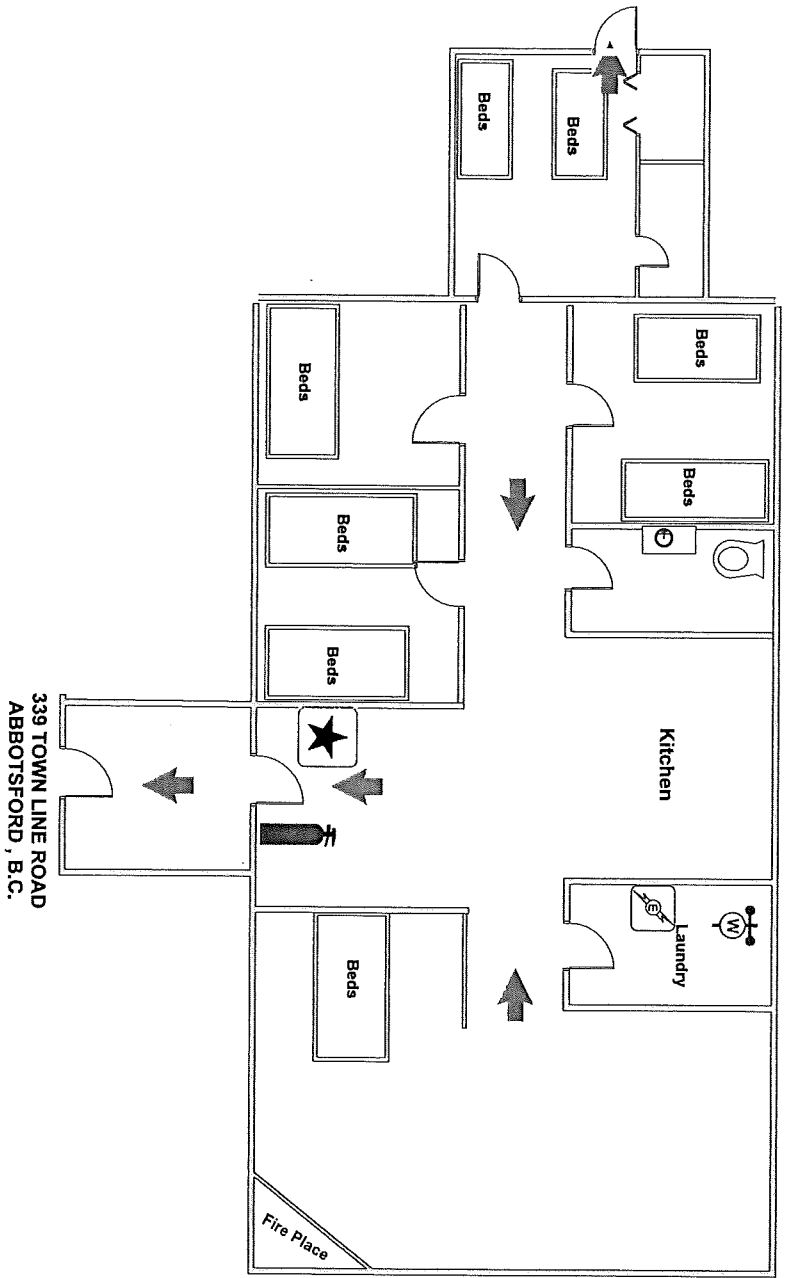 W
Beds
Beds
Laundry
Kitchen
E
Beds
Beds
Beds
Beds
Beds
Beds
Fire Place
339 TOWN LINE ROAD
ABBOTSFORD , B.C.